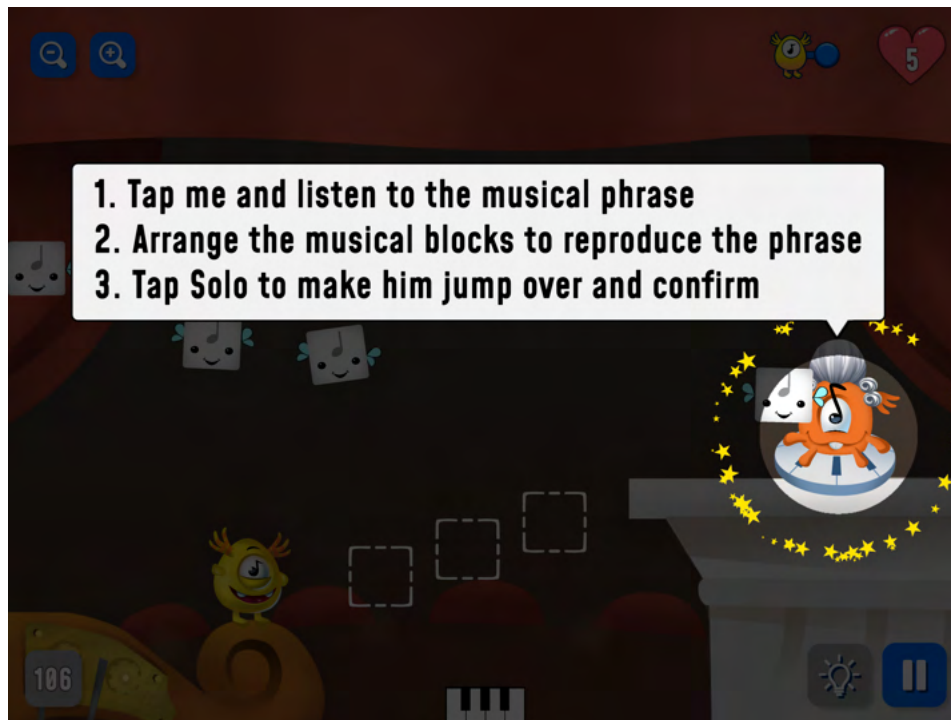 5
1. Tap me and listen to the musical phrase
2. Arrange the musical blocks to reproduce the phrase
3. Tap Solo to make him jump over and confirm
106